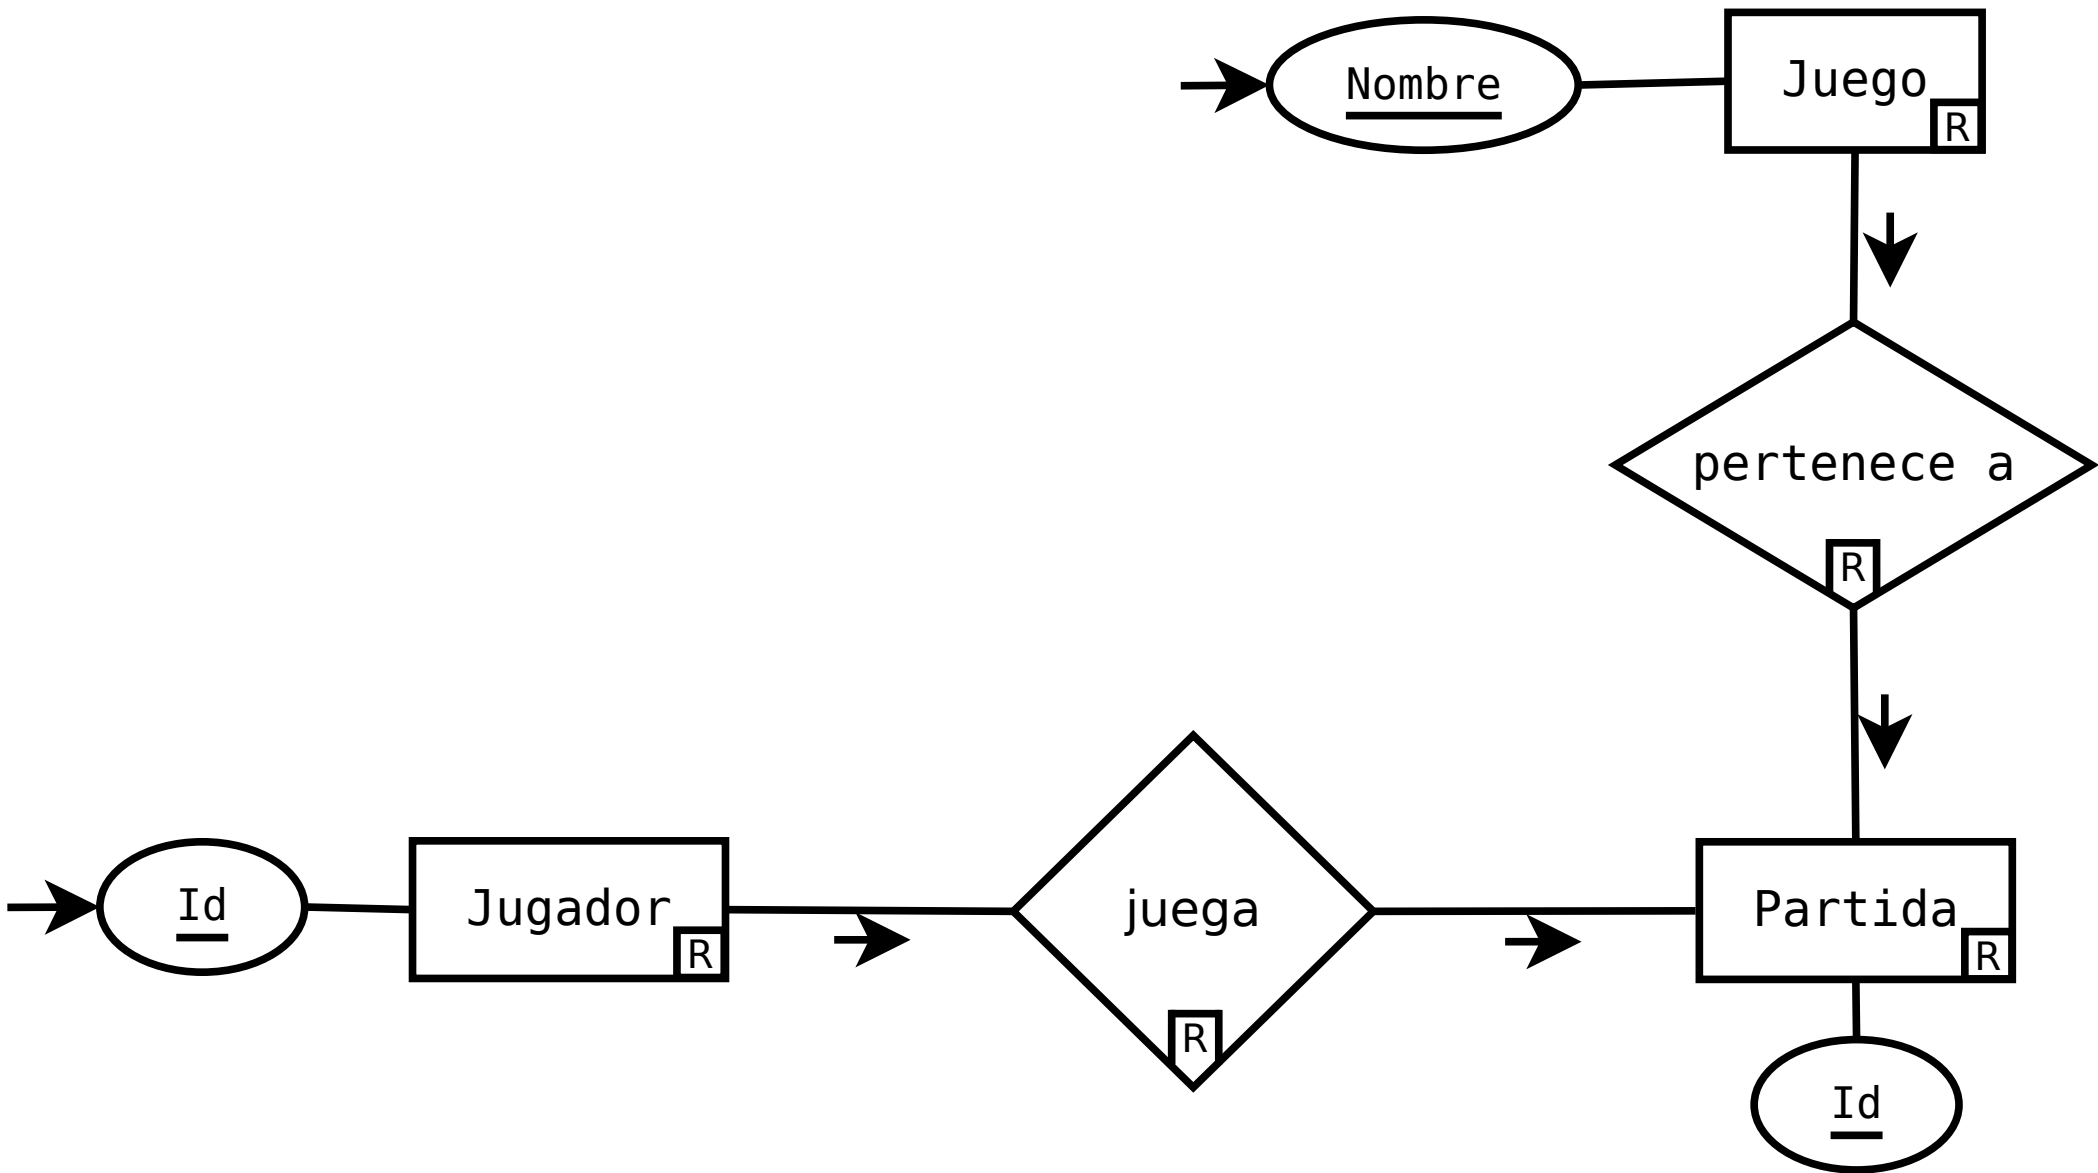 Nombre
Juego
R
pertenece a
R
Id
Jugador
R
juega
R
Partida
R
Id